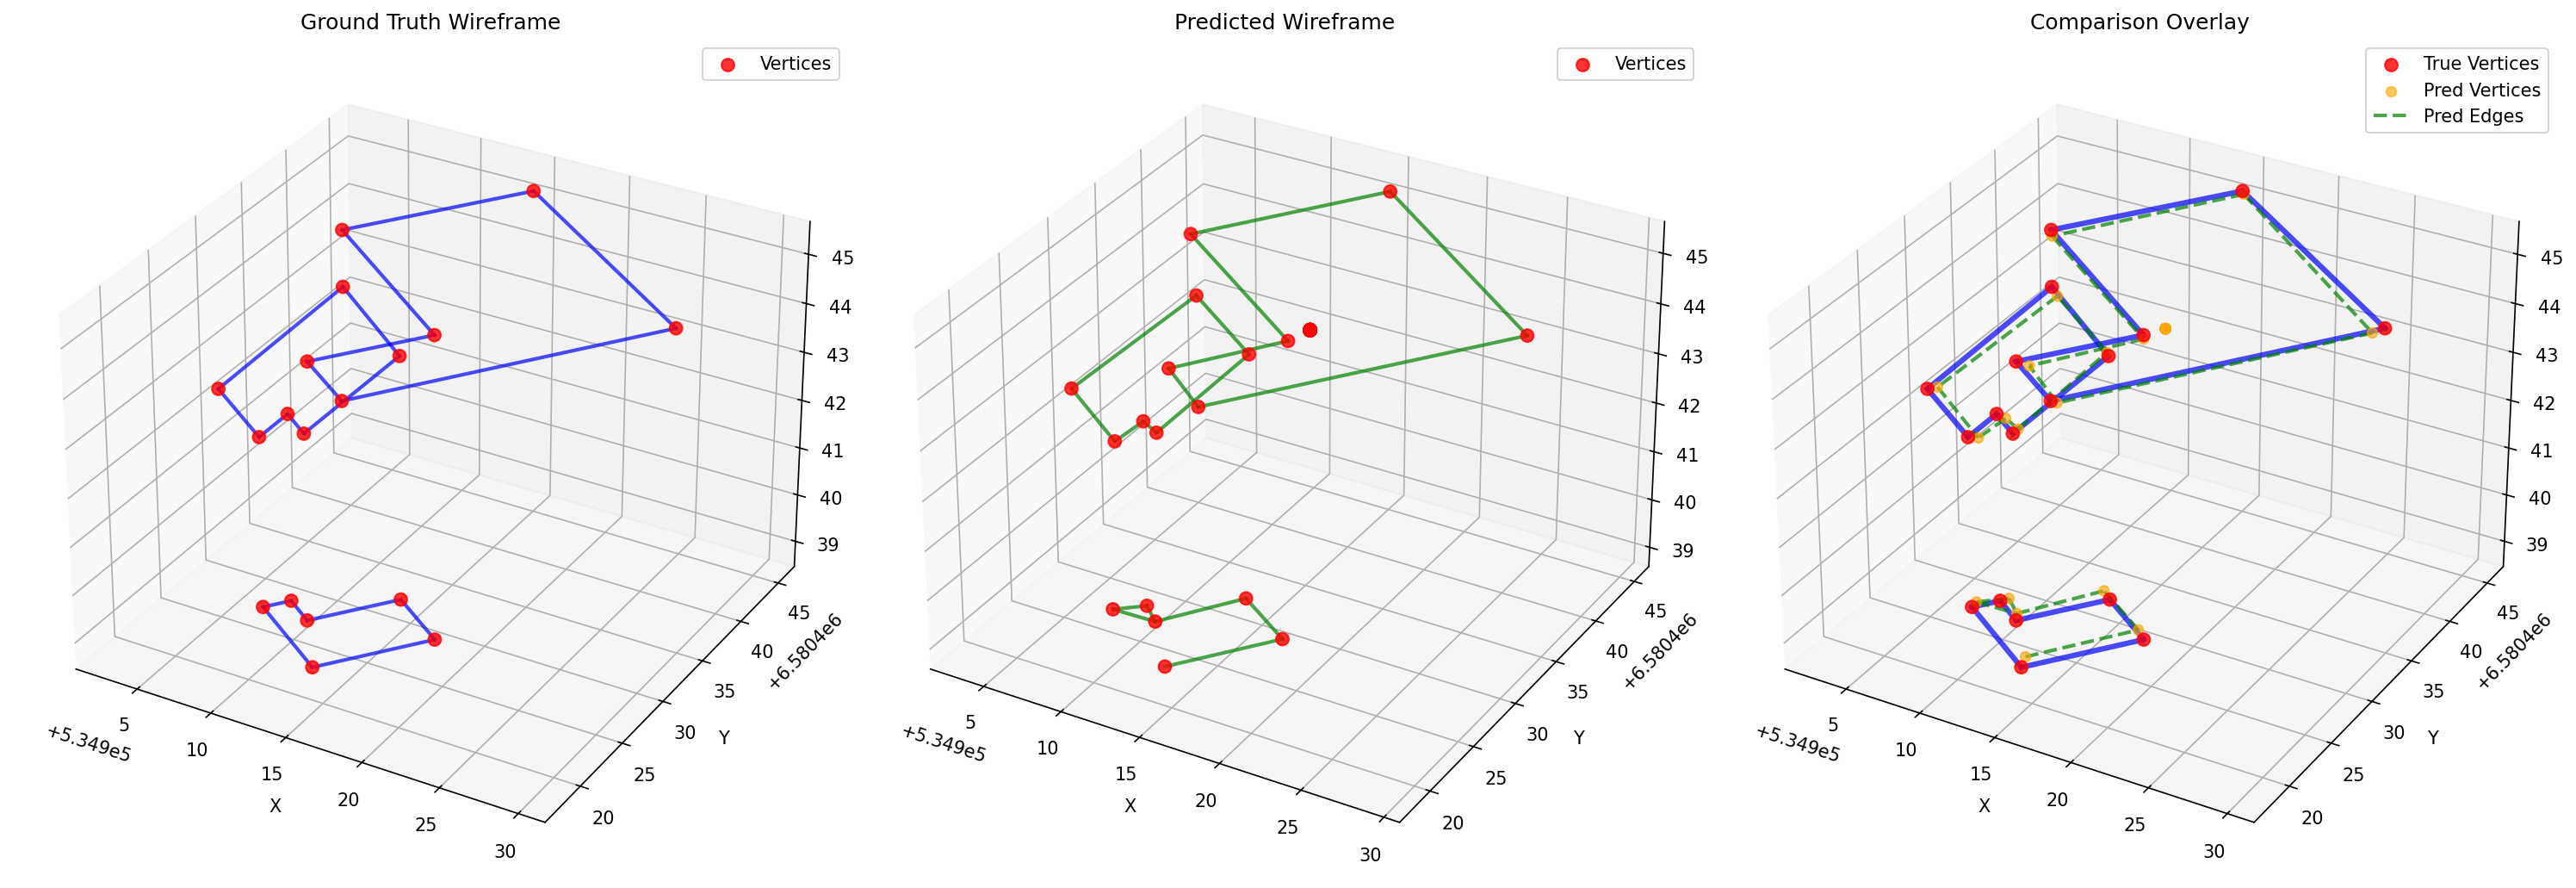 Ground Truth Wireframe
Vertices
45
44
43
42
41
40
39
45
40
35
30
25
20
+6.5804e6
Y
5
10
15
20
25
30
+5.349e5
X
Predicted Wireframe
Vertices
45
44
43
42
41
40
39
45
40
35
30
25
20
+6.5804e6
Y
5
10
15
20
25
30
+5.349e5
X
Comparison Overlay
True Vertices
Pred Vertices
Pred Edges
45
44
43
42
41
40
39
45
40
35
30
25
20
+6.5804e6
Y
5
10
15
20
25
30
+5.349e5
X